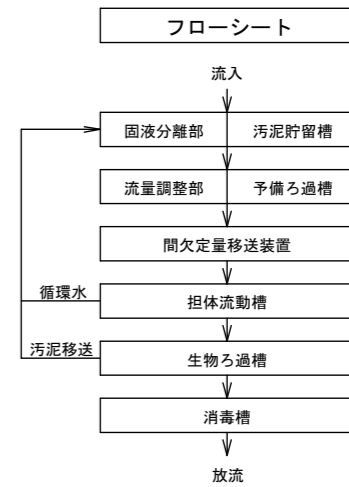 フローシート
流入
固液分離部 汚泥貯留槽
流量調整部 予備ろ過槽
間欠定量移送装置
循環水
担体流動槽
汚泥移送
生物ろ過槽
消毒槽
放流